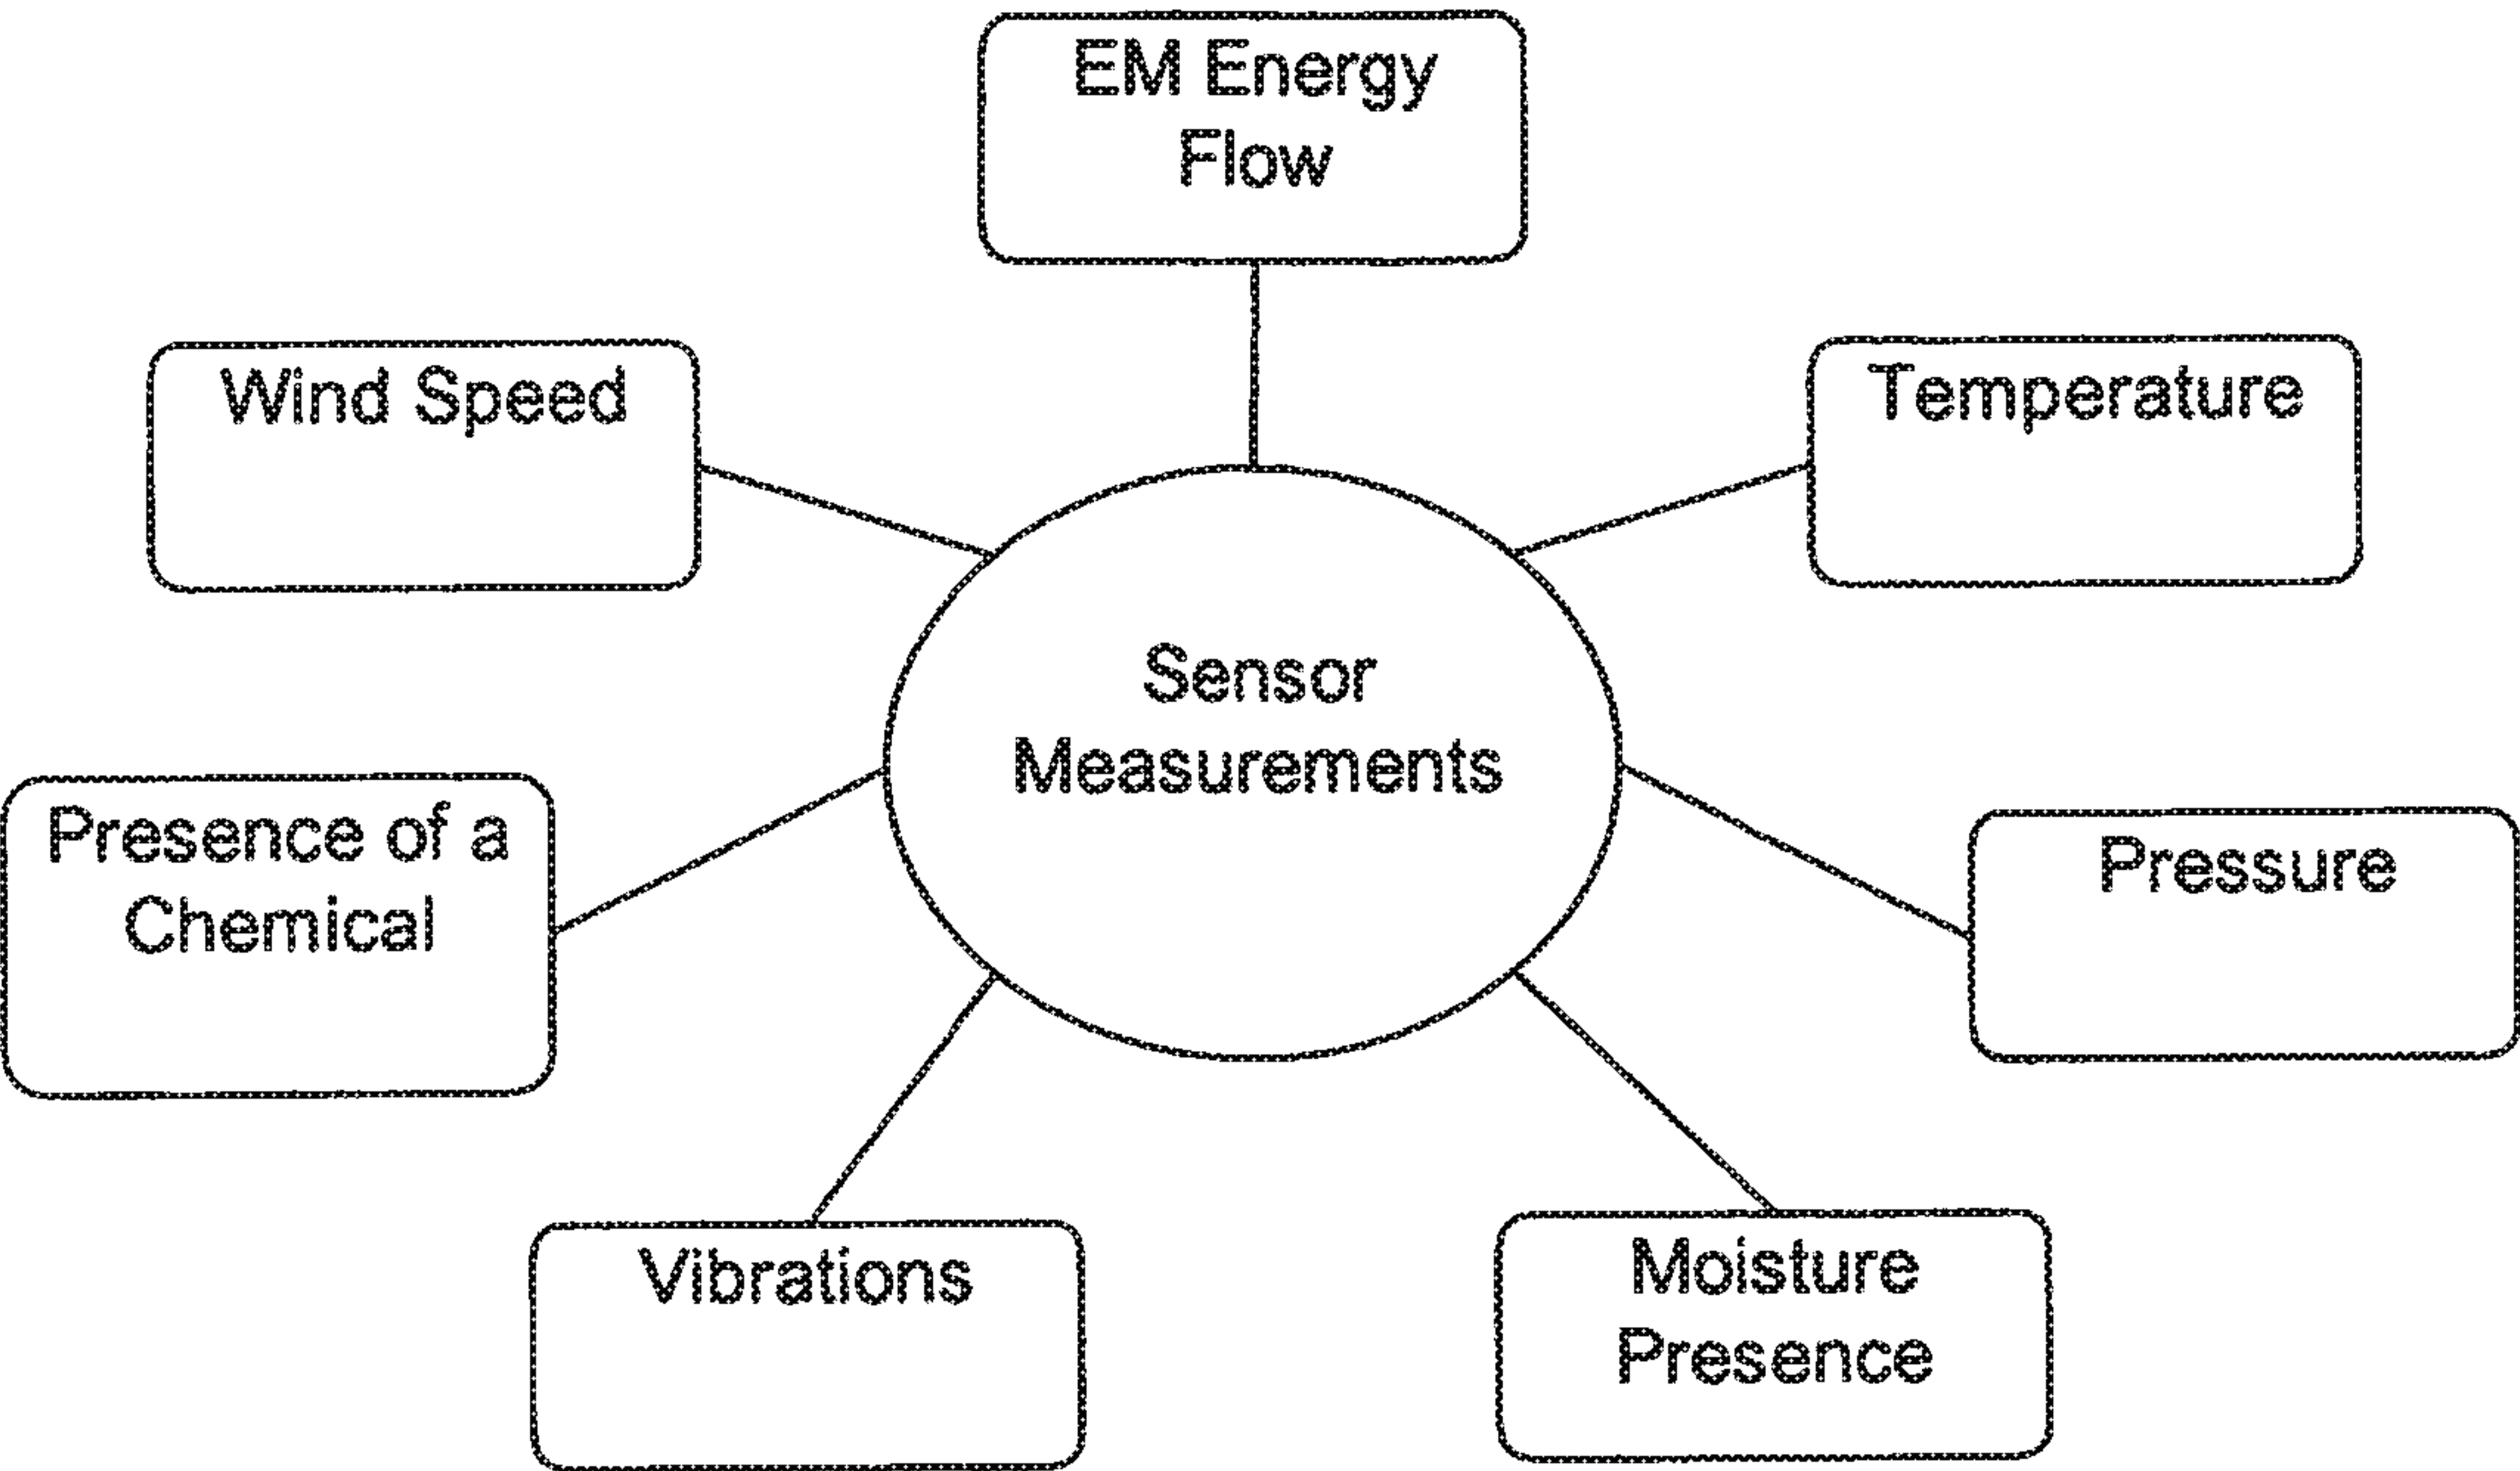 EM Energy
Flow
Wind Speed
Temperature
Sensor
Measurements
Presence of a
Chemical
Pressure
Vibrations
Moisture
Presence